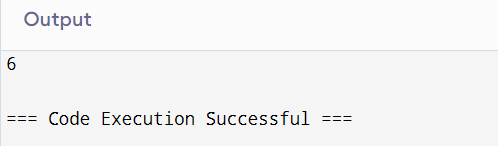 Output
6
=== Code Execution Successful ===